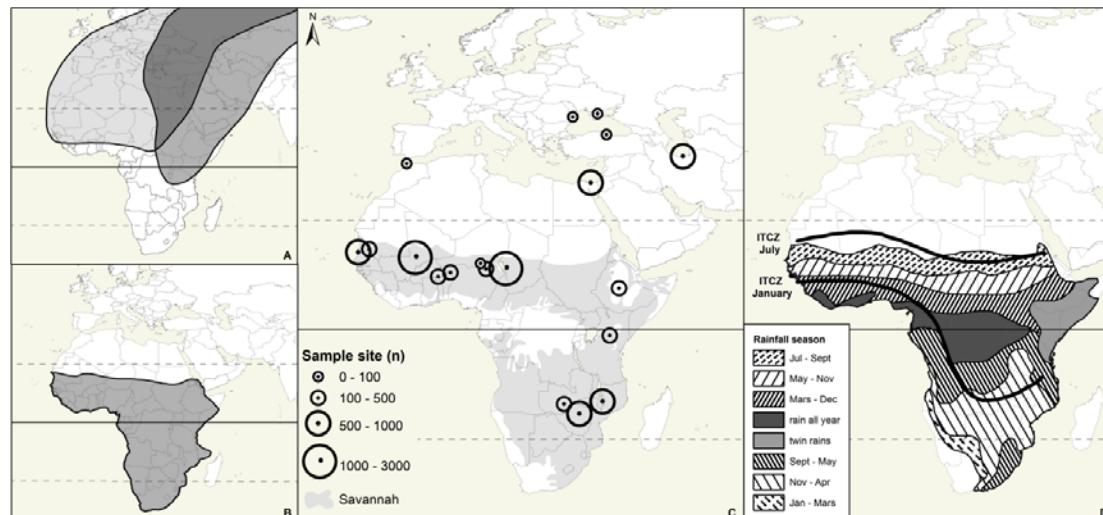 N
A
B
Sample site (n)
0 - 100
100 - 500
500 - 1000
1000 - 3000
Savannah
C
ITCZ
July
ITCZ
January
Rainfall season
Jul - Sept
May - Nov
Mars - Dec
rain all year
twin rains
Sept - May
Nov - Apr
Jan - Mars
D